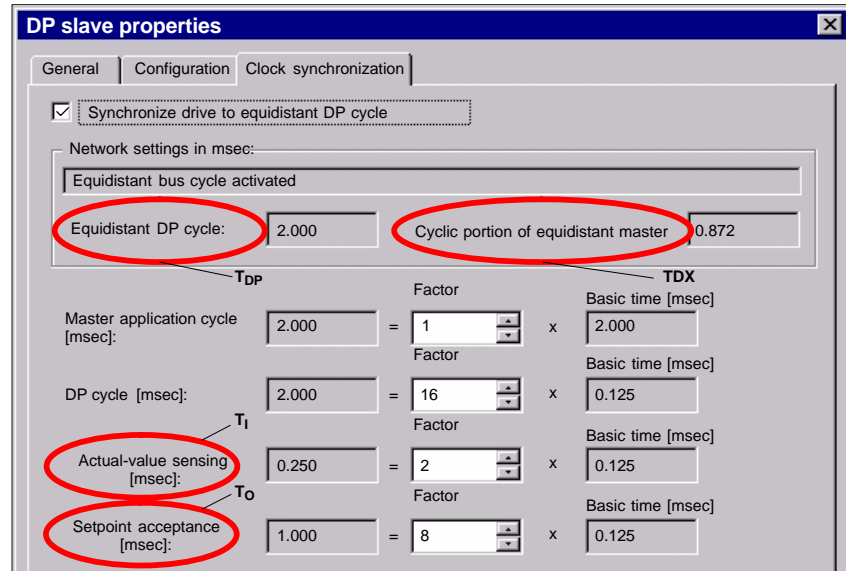 DP slave properties
General Configuration Clock synchronization
Synchronize drive to equidistant DP cycle
Network settings in msec:
Equidistant bus cycle activated
Equidistant DP cycle: 2.000 Cyclic portion of equidistant master 0.872
TDP TDX
Factor Basic time [msec]
Master application cycle [msec]: 2.000 = 1 x 2.000
Factor Basic time [msec]
DP cycle [msec]: 2.000 = 16 x 0.125
TI
Factor Basic time [msec]
Actual-value sensing [msec]: 0.250 = 2 x 0.125
TO
Factor Basic time [msec]
Setpoint acceptance [msec]: 1.000 = 8 x 0.125